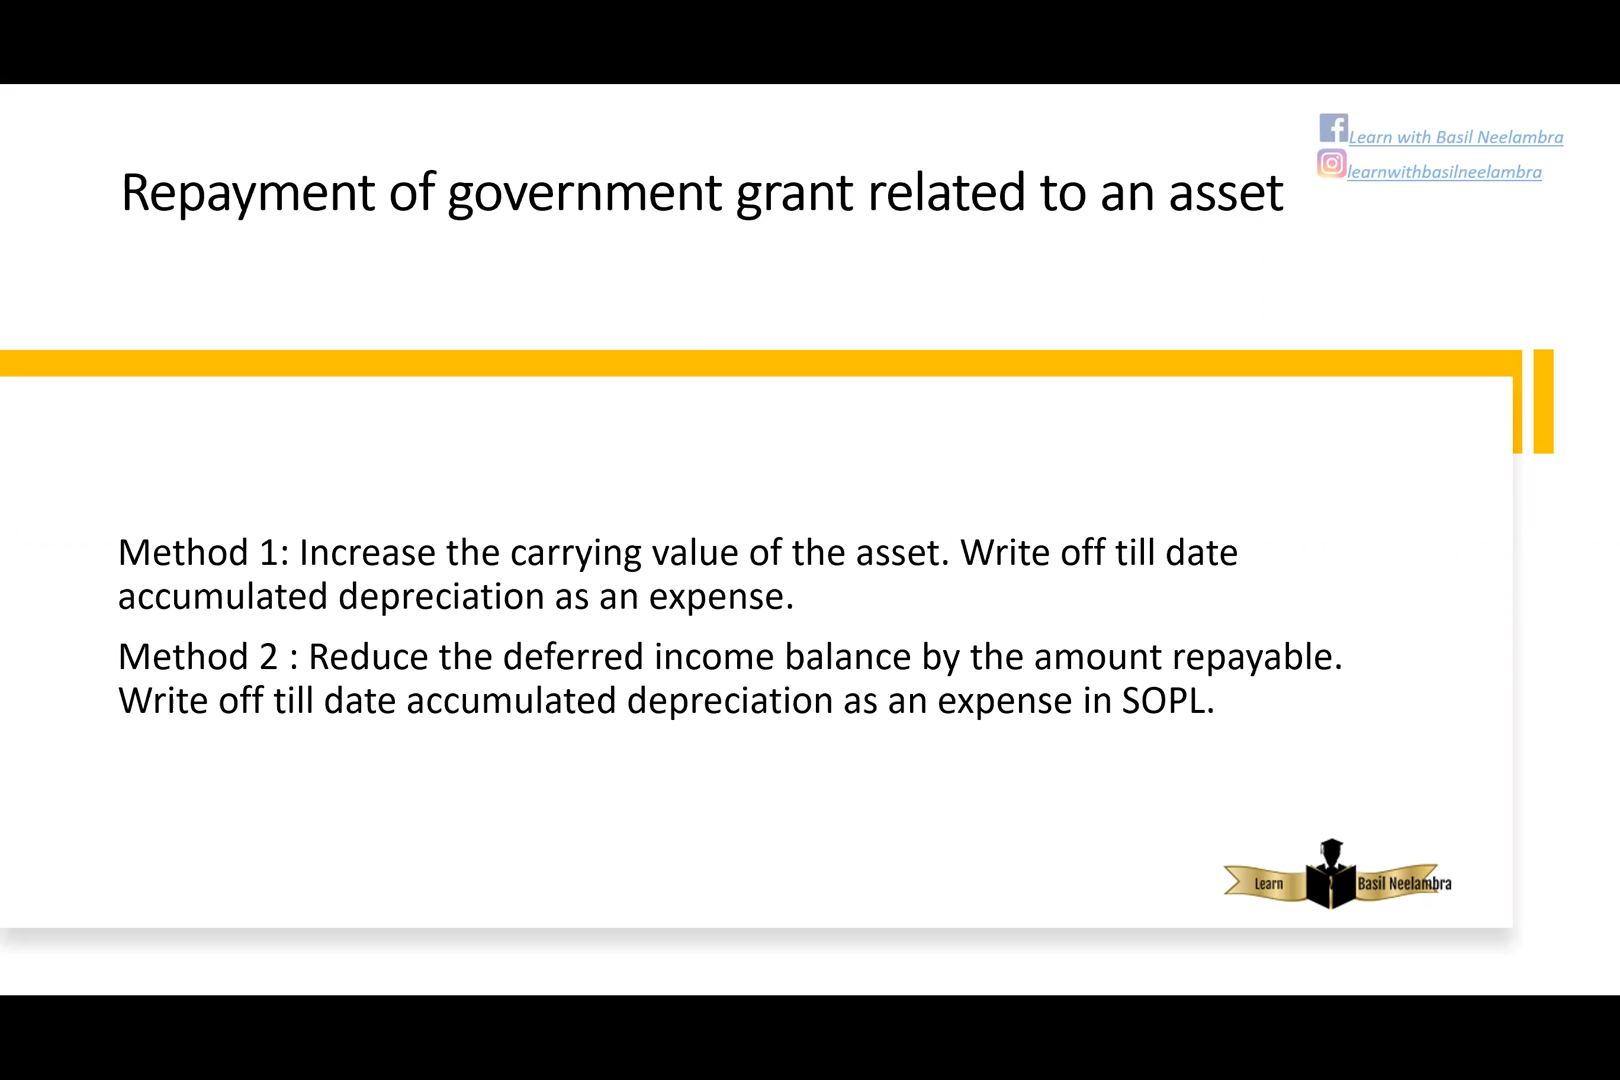 Learn with Basil Neelambra
learnwithbasilneelambra
Repayment of government grant related to an asset
Method 1: Increase the carrying value of the asset. Write off till date
accumulated depreciation as an expense.
Method 2 : Reduce the deferred income balance by the amount repayable.
Write off till date accumulated depreciation as an expense in SOPL.
Learn Basil Neelambra